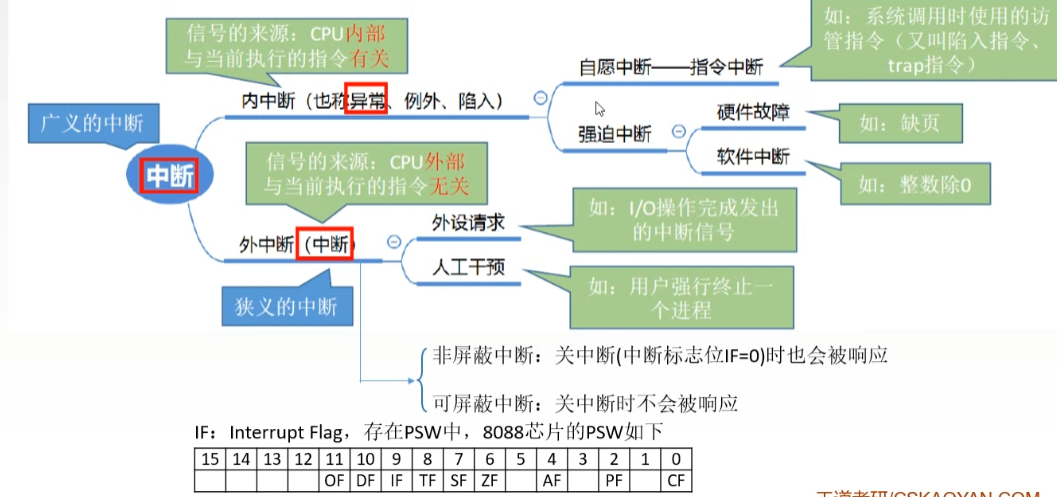 信号的来源：CPU内部
与当前执行的指令有关
如：系统调用时使用的访
管指令（又叫陷入指令、
trap指令）
自愿中断——指令中断
内中断（也称异常、例外、陷入）
广义的中断
硬件故障
如：缺页
强迫中断
软件中断
如：整数除0
中断
信号的来源：CPU外部
与当前执行的指令无关
外设请求
如：I/O操作完成发出
的中断信号
外中断（中断）
人工干预
如：用户强行终止一
个进程
狭义的中断
非屏蔽中断：关中断(中断标志位IF=0)时也会被响应
可屏蔽中断：关中断时不会被响应
IF：Interrupt Flag，存在PSW中，8088芯片的PSW如下
15 14 13 12 11 10 9 8 7 6 5 4 3 2 1 0
OF DF IF TF SF ZF AF PF CF